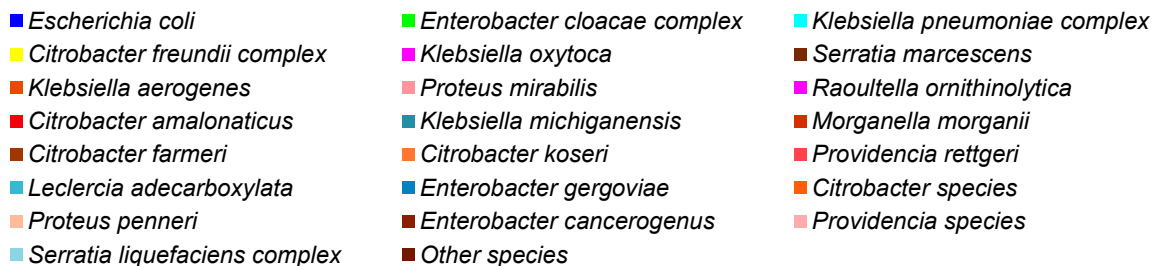 Escherichia coli Enterobacter cloacae complex Klebsiella pneumoniae complex
Citrobacter freundii complex Klebsiella oxytoca Serratia marcescens
Klebsiella aerogenes Proteus mirabilis Raoultella ornithinolytica
Citrobacter amalonaticus Klebsiella michiganensis Morganella morganii
Citrobacter farmeri Citrobacter koseri Providencia rettgeri
Leclercia adecarboxylata Enterobacter gergoviae Citrobacter species
Proteus penneri Enterobacter cancerogenus Providencia species
Serratia liquefaciens complex Other species